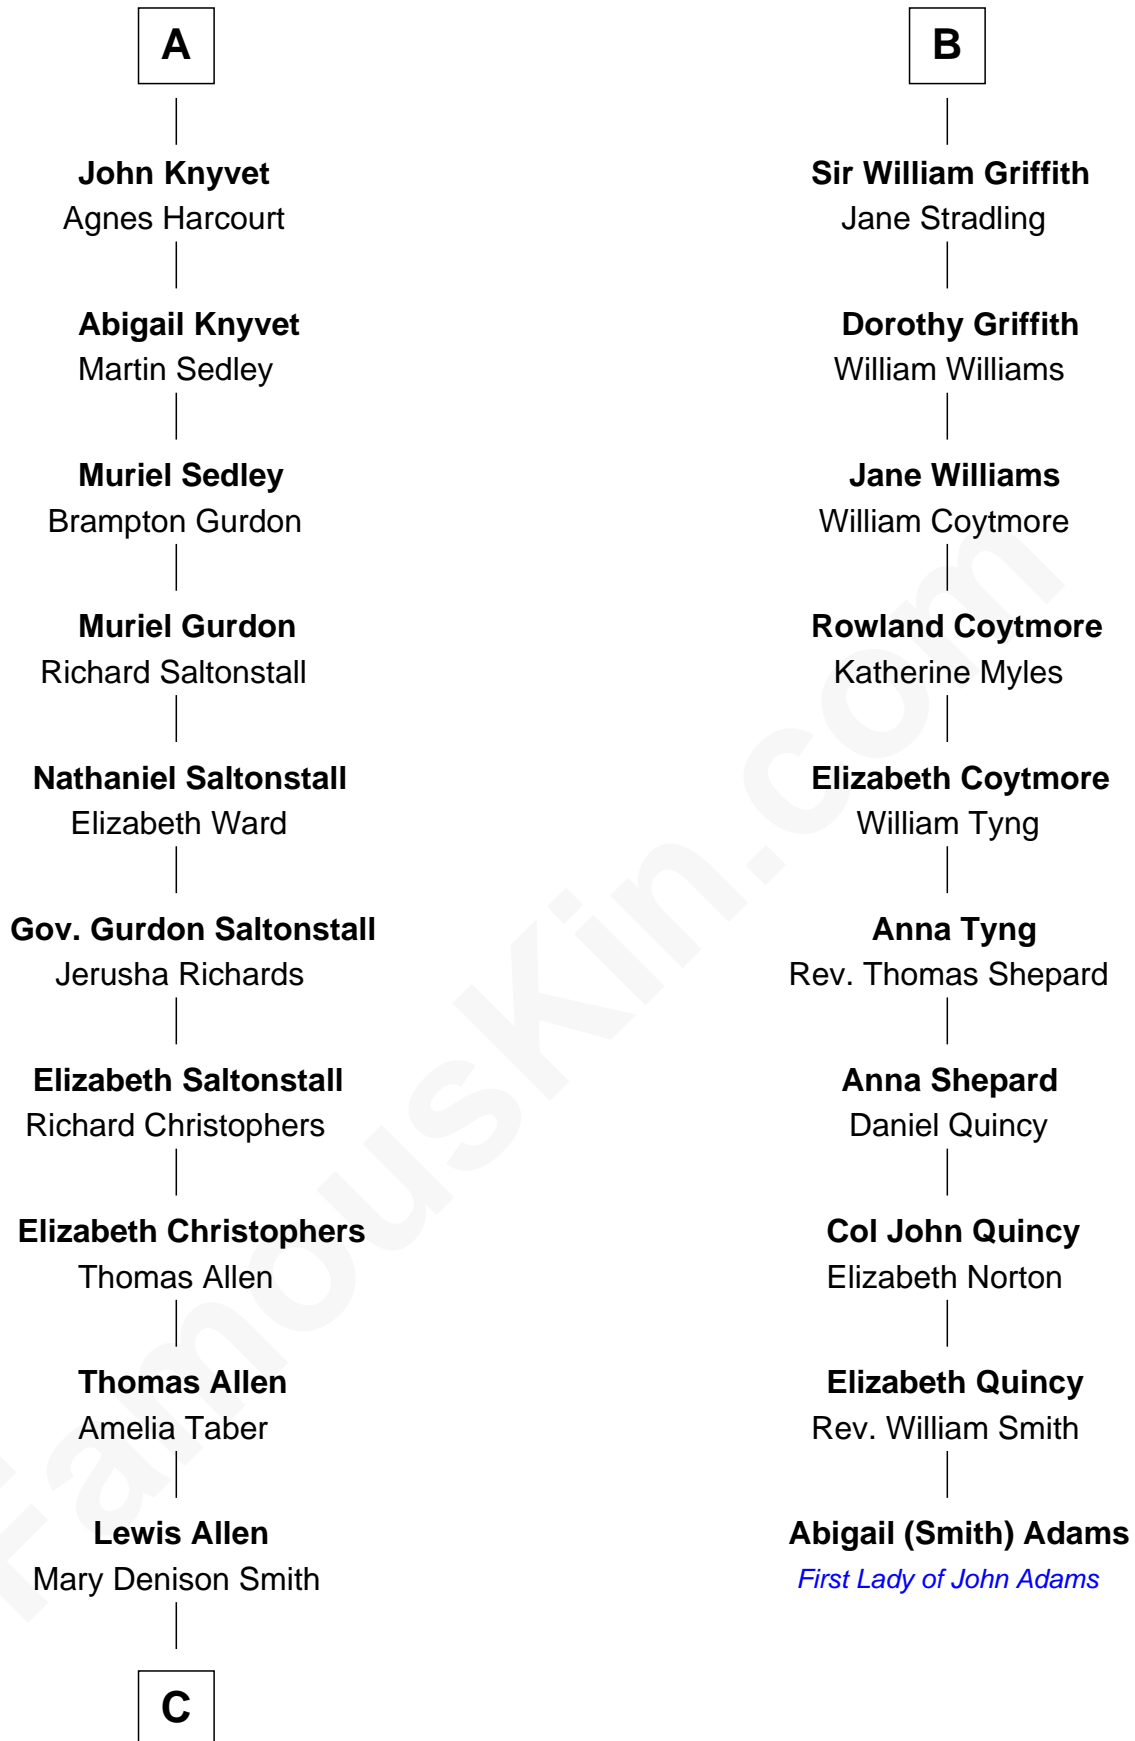 A
John Knyvet
Agnes Harcourt
Abigail Knyvet
Martin Sedley
Muriel Sedley
Brampton Gurdon
Muriel Gurdon
Richard Saltonstall
Nathaniel Saltonstall
Elizabeth Ward
Gov. Gurdon Saltonstall
Jerusha Richards
Elizabeth Saltonstall
Richard Christophers
Elizabeth Christophers
Thomas Allen
Thomas Allen
Amelia Taber
Lewis Allen
Mary Denison Smith
C
B
Sir William Griffith
Jane Stradling
Dorothy Griffith
William Williams
Jane Williams
William Coytmore
Rowland Coytmore
Katherine Myles
Elizabeth Coytmore
William Tyng
Anna Tyng
Rev. Thomas Shepard
Anna Shepard
Daniel Quincy
Col John Quincy
Elizabeth Norton
Elizabeth Quincy
Rev. William Smith
Abigail (Smith) Adams
First Lady of John Adams
FamousKin.com